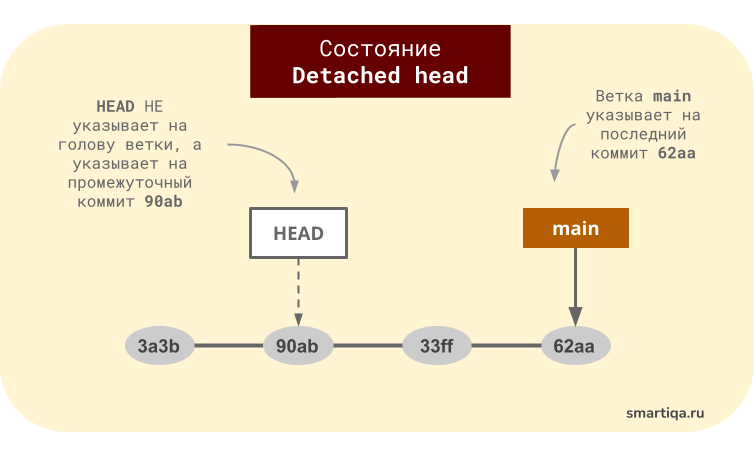 Состояние
Detached head
HEAD НЕ
указывает на
голову ветки, а
указывает на
промежуточный
коммит 90ab
Ветка main
указывает на
последний
коммит 62aa
HEAD
main
3a3b
90ab
33ff
62aa
smartiqa.ru